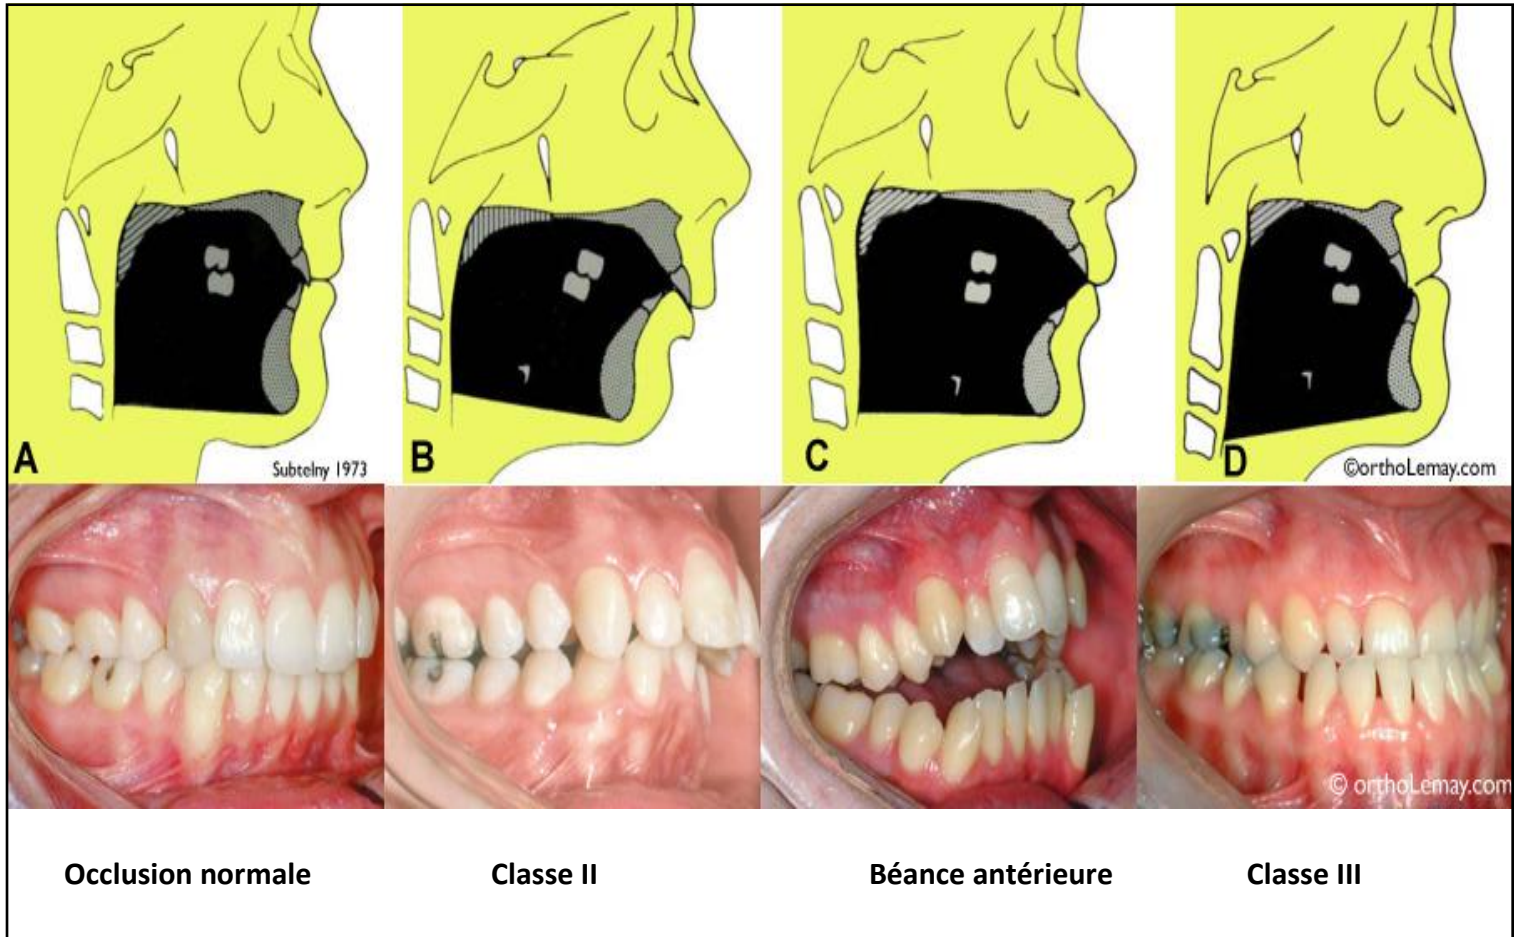 A
Subtelny 1973
B
C
D
©orthoLemay.com
© orthoLemay.com
Occlusion normale
Classe II
Béance antérieure
Classe III